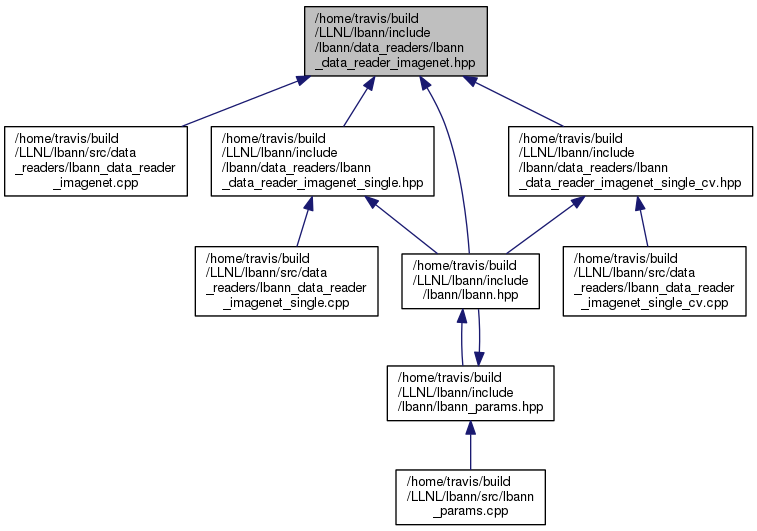 /home/travis/build
/LLNL/lbann/include
/lbann/data_readers/lbann
_data_reader_imagenet.hpp
/home/travis/build
/LLNL/lbann/src/data
_readers/lbann_data_reader
_imagenet.cpp
/home/travis/build
/LLNL/lbann/include
/lbann/data_readers/lbann
_data_reader_imagenet_single.hpp
/home/travis/build
/LLNL/lbann/include
/lbann/data_readers/lbann
_data_reader_imagenet_single_cv.hpp
/home/travis/build
/LLNL/lbann/src/data
_readers/lbann_data_reader
_imagenet_single.cpp
/home/travis/build
/LLNL/lbann/include
/lbann/lbann.hpp
/home/travis/build
/LLNL/lbann/src/data
_readers/lbann_data_reader
_imagenet_single_cv.cpp
/home/travis/build
/LLNL/lbann/include
/lbann/lbann_params.hpp
/home/travis/build
/LLNL/lbann/src/lbann
_params.cpp